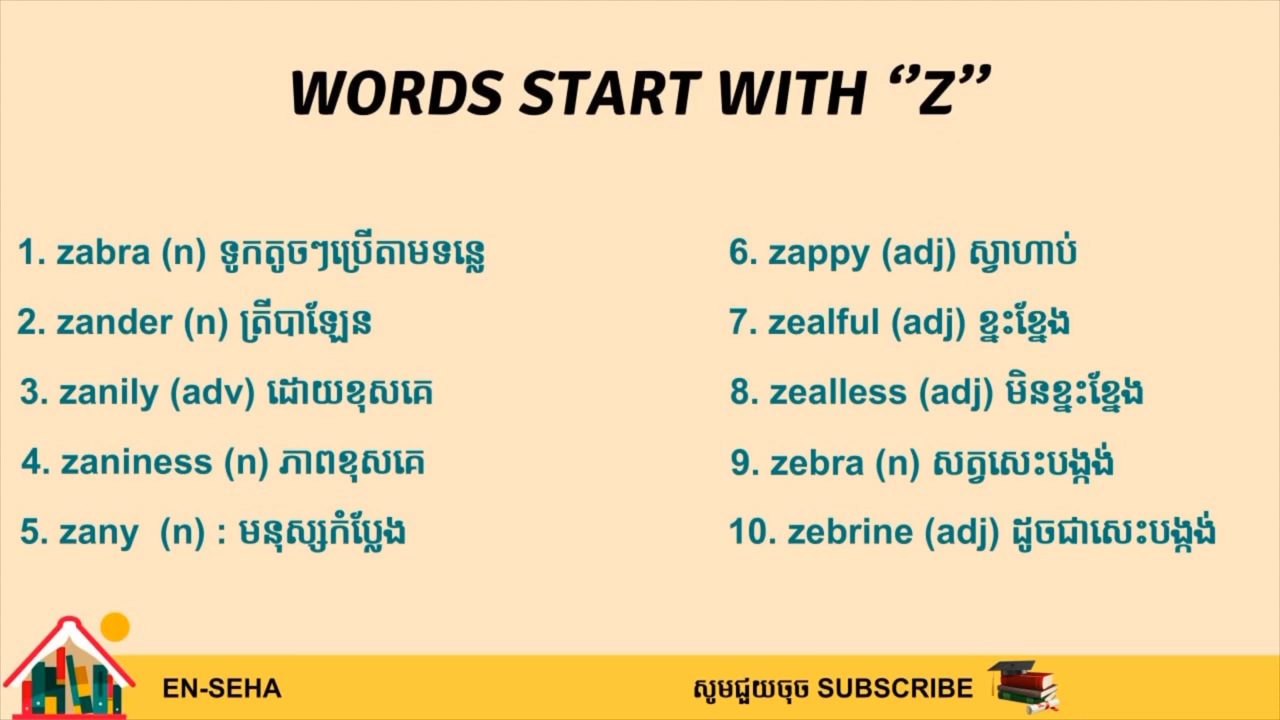 WORDS START WITH ‘’Z’’
1. zabra (n) ទូកតូចៗប្រើតាមទន្លេ
2. zander (n) ត្រីបាឡែន
3. zanily (adv) ដោយខុសគេ
4. zaniness (n) ភាពខុសគេ
5. zany (n) : មនុស្សកំប្លែង
6. zappy (adj) ស្វាហាប់
7. zealful (adj) ខ្នះខ្នែង
8. zealless (adj) មិនខ្នះខ្នែង
9. zebra (n) សត្វសេះបង្កង់
10. zebrine (adj) ដូចជាសេះបង្កង់
EN-SEHA
សូមជួយចុច SUBSCRIBE